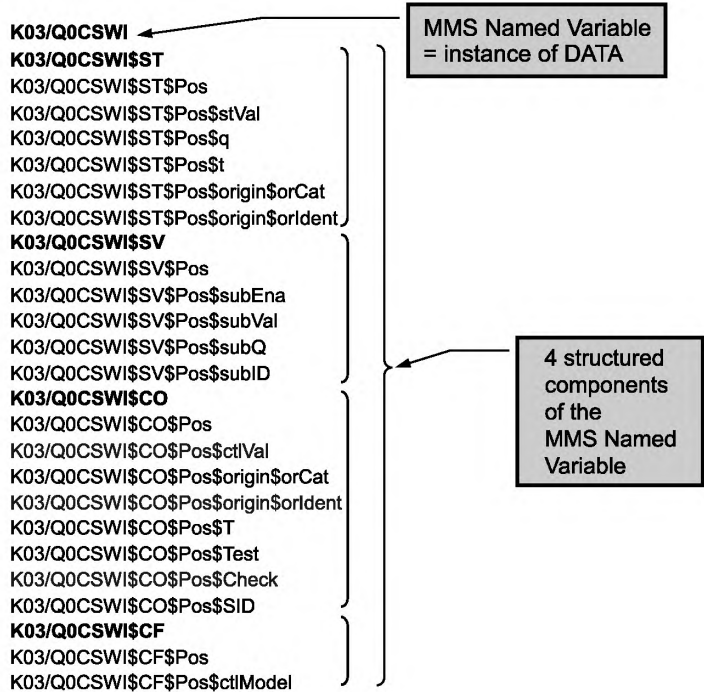 K03/Q0CSWI
MMS Named Variable
= instance of DATA
K03/Q0CSWI$ST
K03/Q0CSWI$ST$Pos
K03/Q0CSWI$ST$Pos$stVal
K03/Q0CSWI$ST$Pos$q
K03/Q0CSWI$ST$Pos$t
K03/Q0CSWI$ST$Pos$origin$orCat
K03/Q0CSWI$ST$Pos$origin$orIdent
K03/Q0CSWI$SV
K03/Q0CSWI$SV$Pos
K03/Q0CSWI$SV$Pos$subEna
K03/Q0CSWI$SV$Pos$subVal
K03/Q0CSWI$SV$Pos$subQ
K03/Q0CSWI$SV$Pos$subID
K03/Q0CSWI$CO
K03/Q0CSWI$CO$Pos
K03/Q0CSWI$CO$Pos$ctlVal
K03/Q0CSWI$CO$Pos$origin$orCat
K03/Q0CSWI$CO$Pos$origin$orIdent
K03/Q0CSWI$CO$Pos$T
K03/Q0CSWI$CO$Pos$Test
K03/Q0CSWI$CO$Pos$Check
K03/Q0CSWI$CO$Pos$SID
K03/Q0CSWI$CF
K03/Q0CSWI$CF$Pos
K03/Q0CSWI$CF$Pos$ctlModel
4 structured
components
of the
MMS Named
Variable